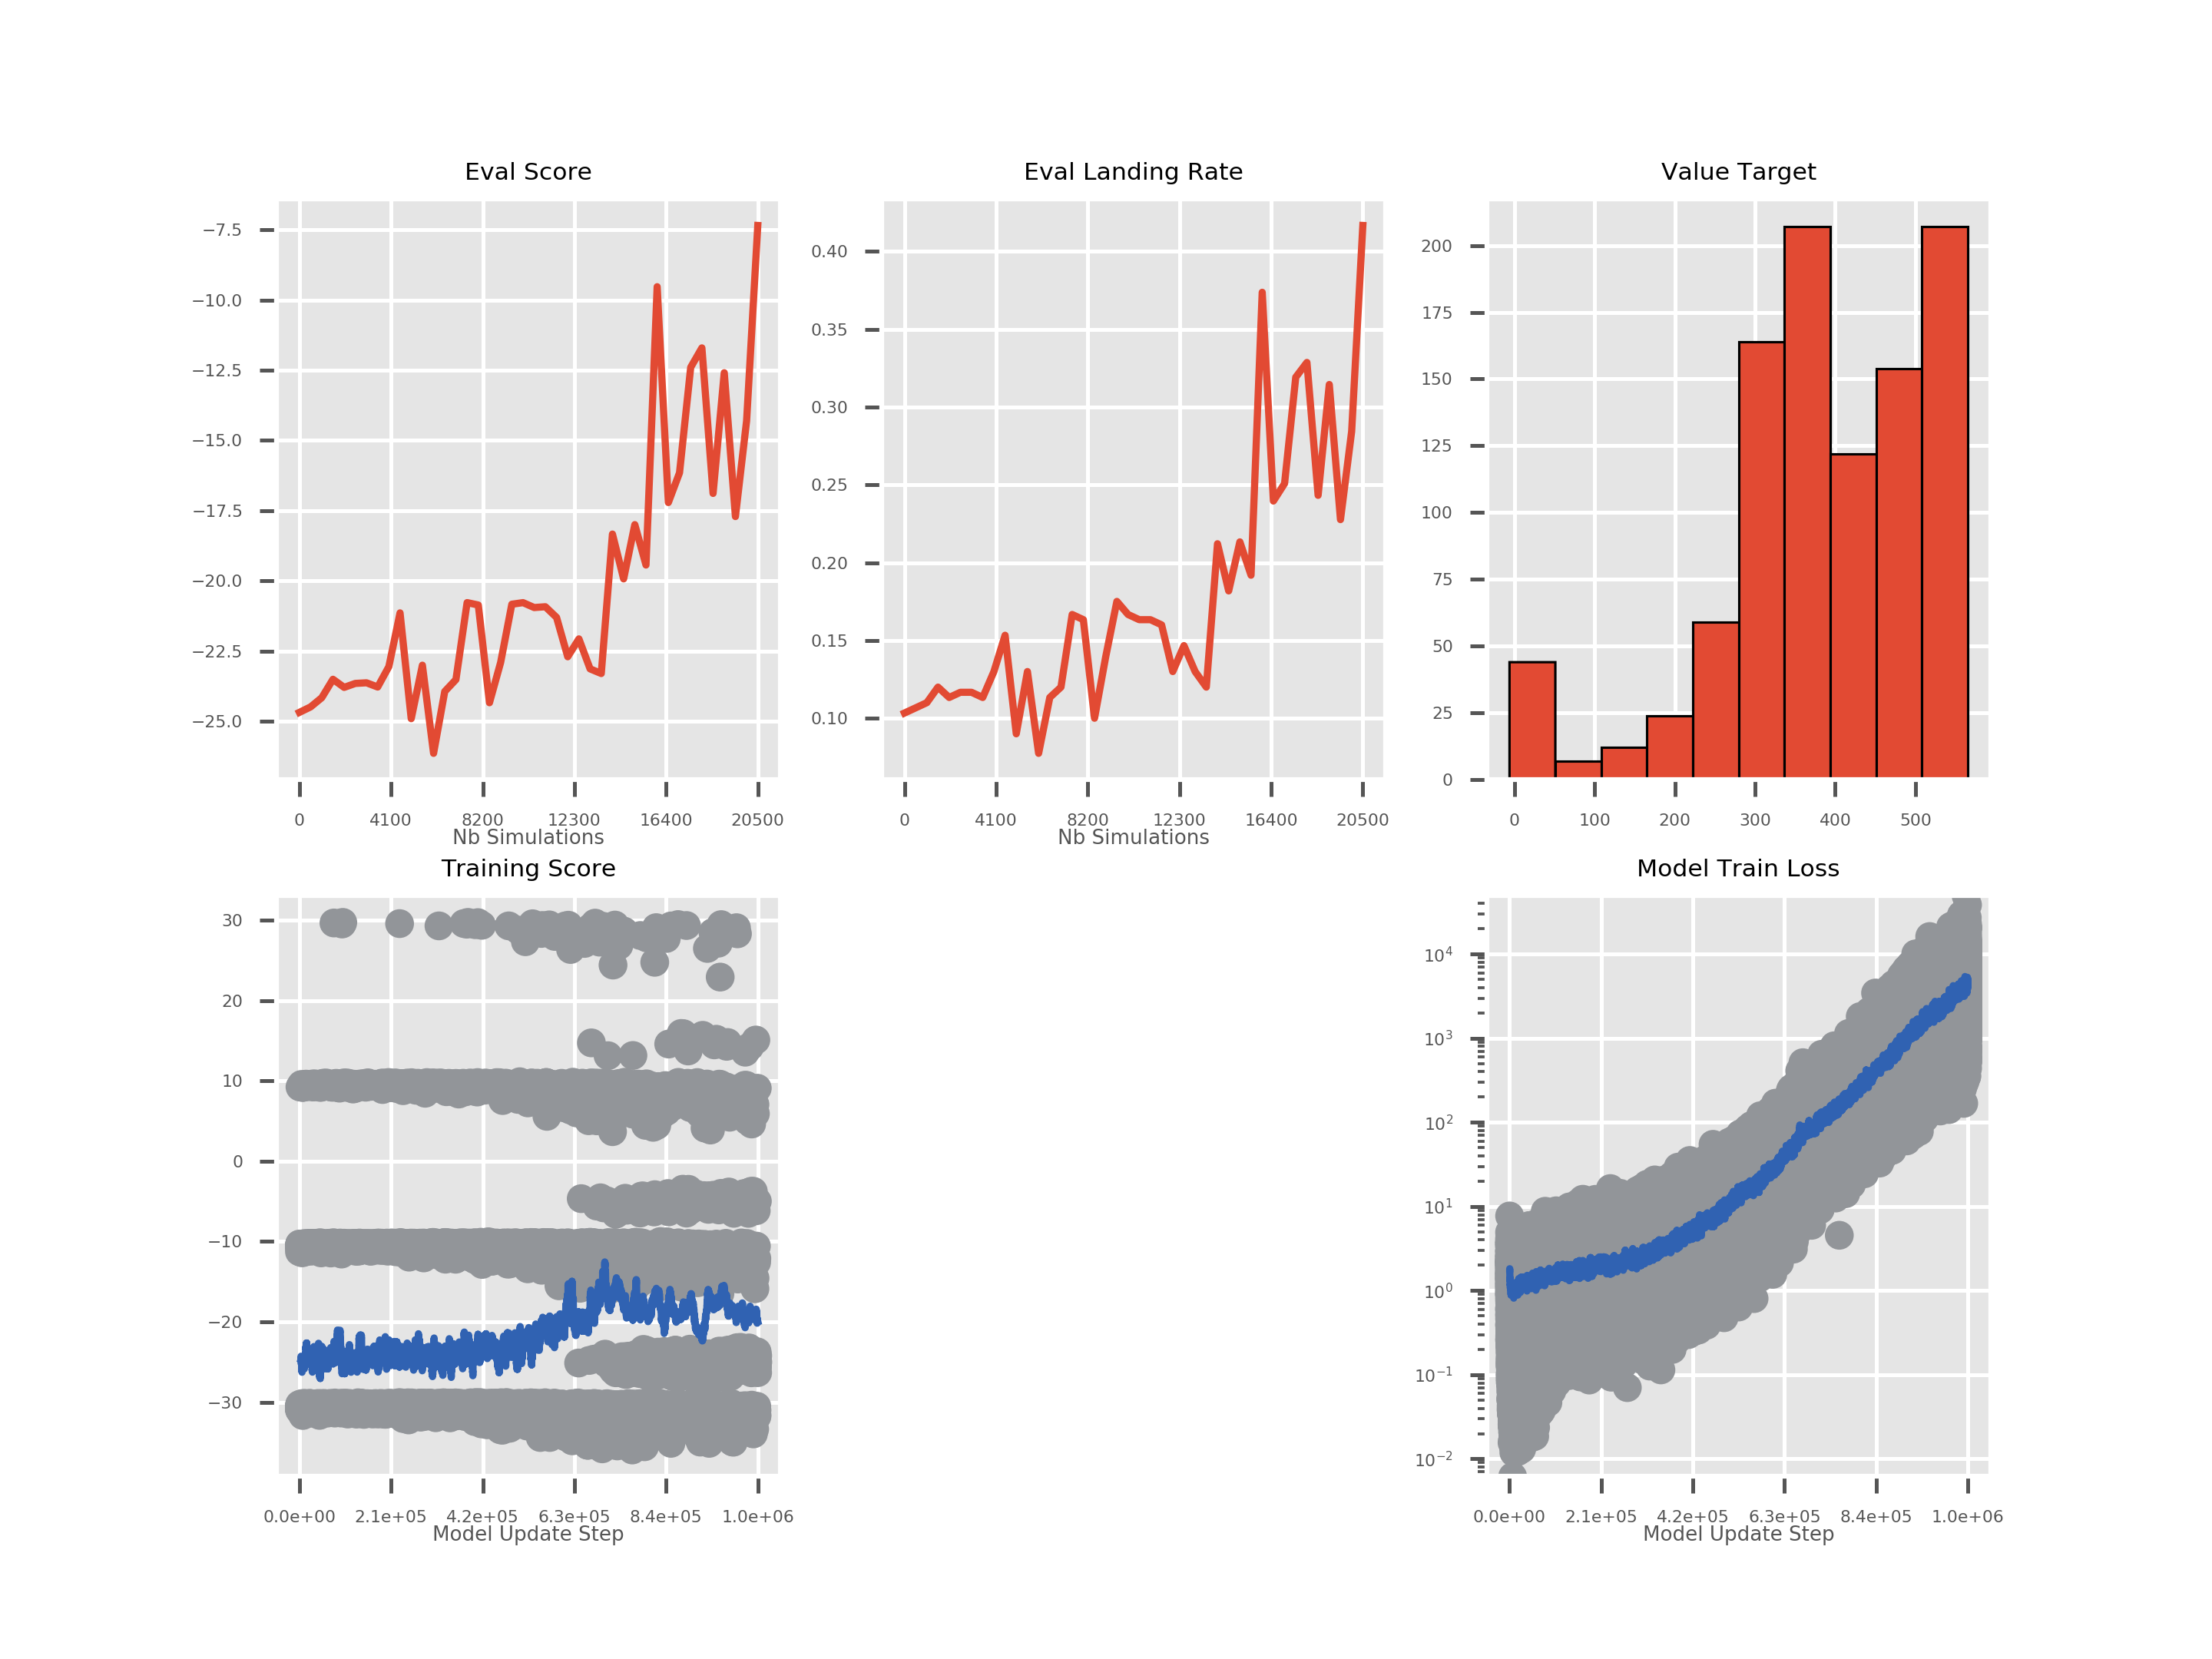 Eval Score
−7.5
−10.0
−12.5
−15.0
−17.5
−20.0
−22.5
−25.0
0 4100 8200 12300 16400 20500
Nb Simulations
Eval Landing Rate
0.40
0.35
0.30
0.25
0.20
0.15
0.10
0 4100 8200 12300 16400 20500
Nb Simulations
Value Target
200
175
150
125
100
75
50
25
0
0 100 200 300 400 500
Training Score
30
20
10
0
−10
−20
−30
0.0e+00 2.1e+05 4.2e+05 6.3e+05 8.4e+05 1.0e+06
Model Update Step
Model Train Loss
10⁴
10³
10²
10¹
10⁰
10⁻¹
10⁻²
0.0e+00 2.1e+05 4.2e+05 6.3e+05 8.4e+05 1.0e+06
Model Update Step